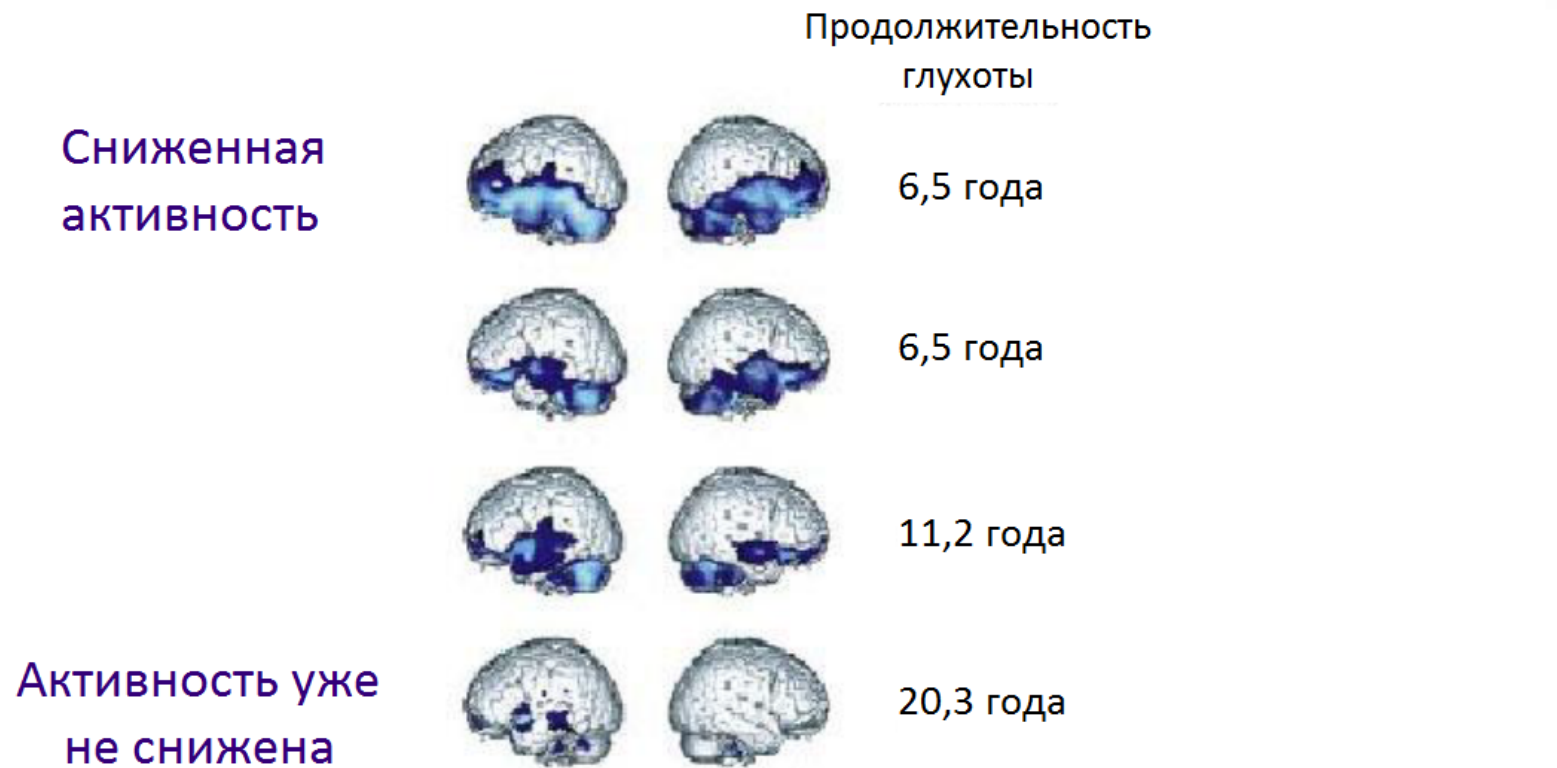 Продолжительность
глухоты
Сниженная
активность
6,5 года
6,5 года
11,2 года
Активность уже
не снижена
20,3 года